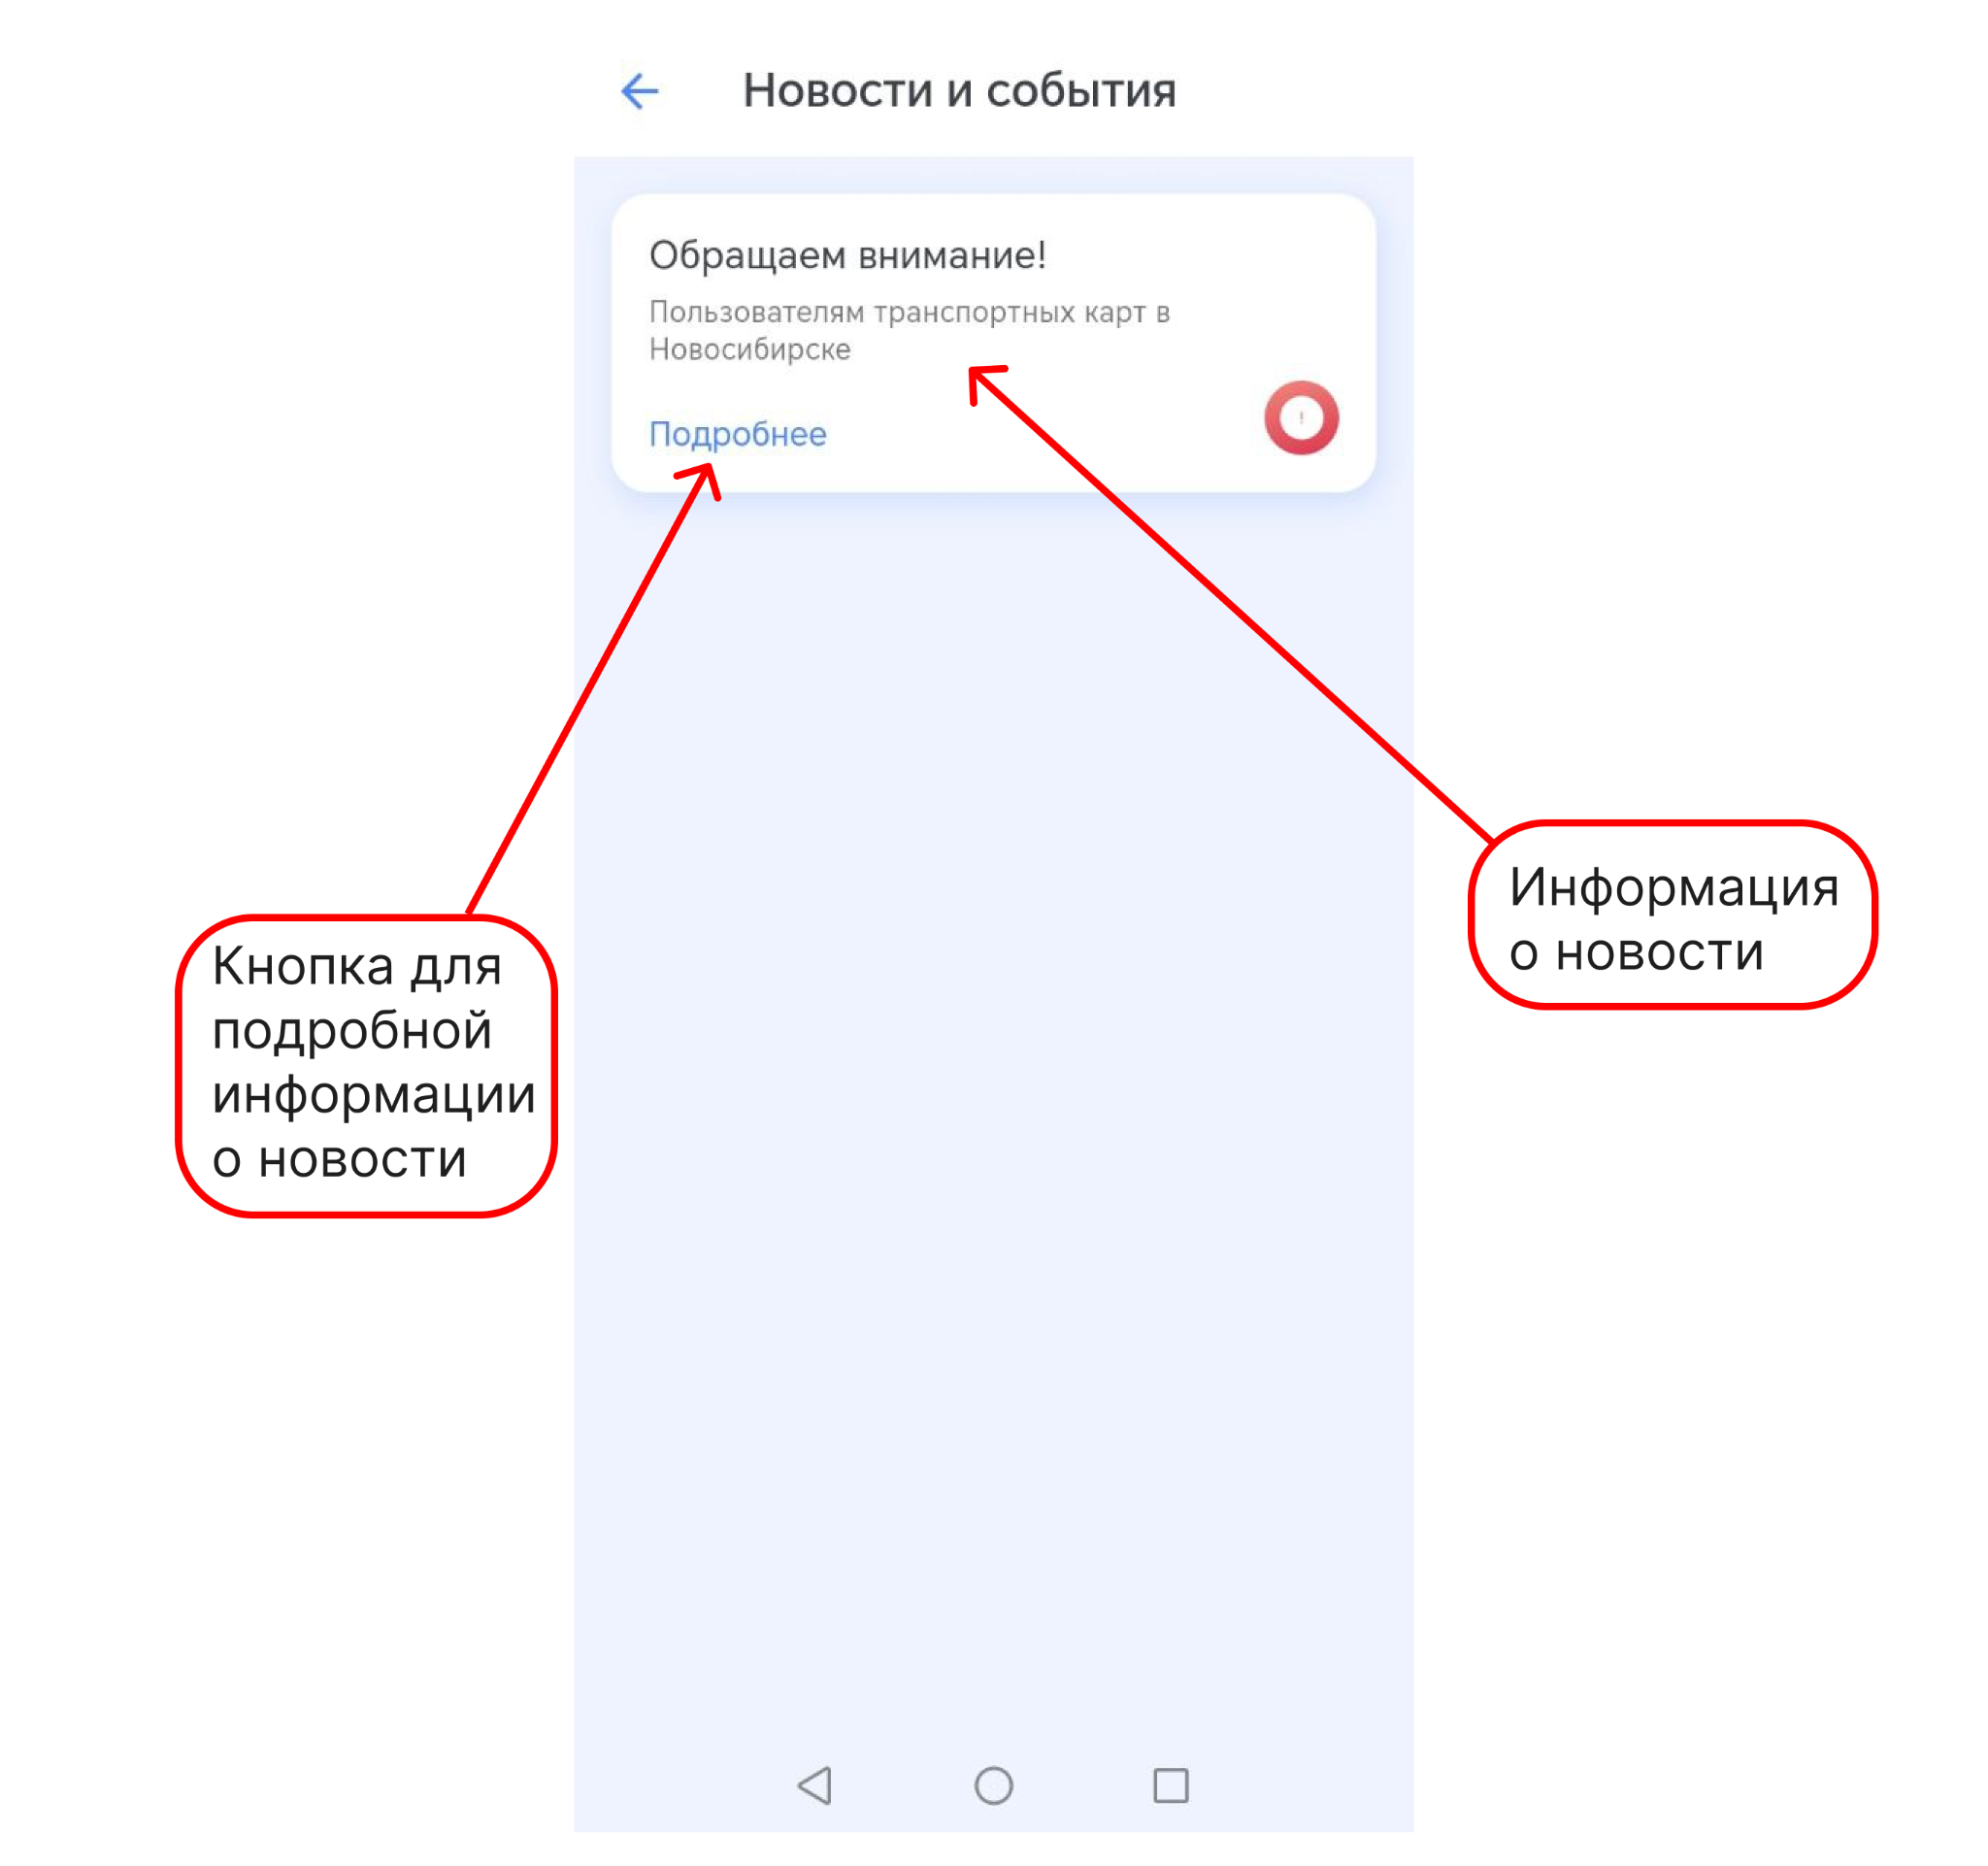 Новости и события
Обращаем внимание!
Пользователям транспортных карт в
Новосибирске
Подробнее
!
Информация
о новости
Кнопка для
подробной
информации
о новости